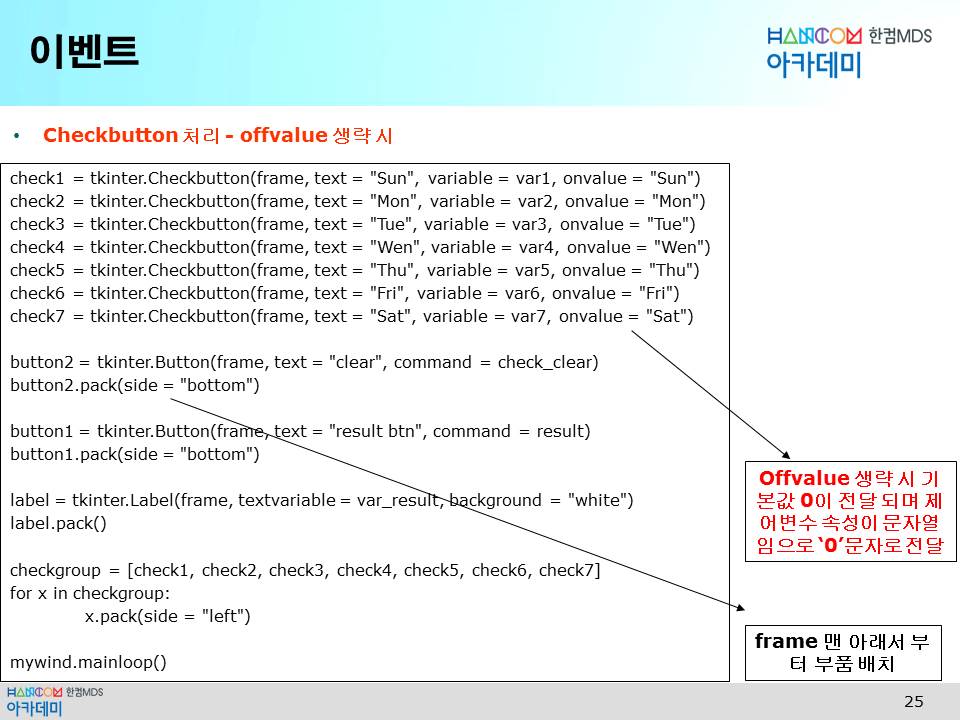 이벤트
HANCOM 한컴MDS
아카데미
• Checkbutton 처리 - offvalue 생략 시
check1 = tkinter.Checkbutton(frame, text = "Sun", variable = var1, onvalue = "Sun")
check2 = tkinter.Checkbutton(frame, text = "Mon", variable = var2, onvalue = "Mon")
check3 = tkinter.Checkbutton(frame, text = "Tue", variable = var3, onvalue = "Tue")
check4 = tkinter.Checkbutton(frame, text = "Wen", variable = var4, onvalue = "Wen")
check5 = tkinter.Checkbutton(frame, text = "Thu", variable = var5, onvalue = "Thu")
check6 = tkinter.Checkbutton(frame, text = "Fri", variable = var6, onvalue = "Fri")
check7 = tkinter.Checkbutton(frame, text = "Sat", variable = var7, onvalue = "Sat")
button2 = tkinter.Button(frame, text = "clear", command = check_clear)
button2.pack(side = "bottom")
button1 = tkinter.Button(frame, text = "result btn", command = result)
button1.pack(side = "bottom")
label = tkinter.Label(frame, textvariable = var_result, background = "white")
label.pack()
checkgroup = [check1, check2, check3, check4, check5, check6, check7]
for x in checkgroup:
x.pack(side = "left")
mywind.mainloop()
Offvalue 생략 시 기
본값 0이 전달 되며 제
어변수 속성이 문자열
임으로 ‘0’문자로 전달
frame 맨 아래서 부
터 부품 배치
HANCOM 한컴MDS
아카데미
25